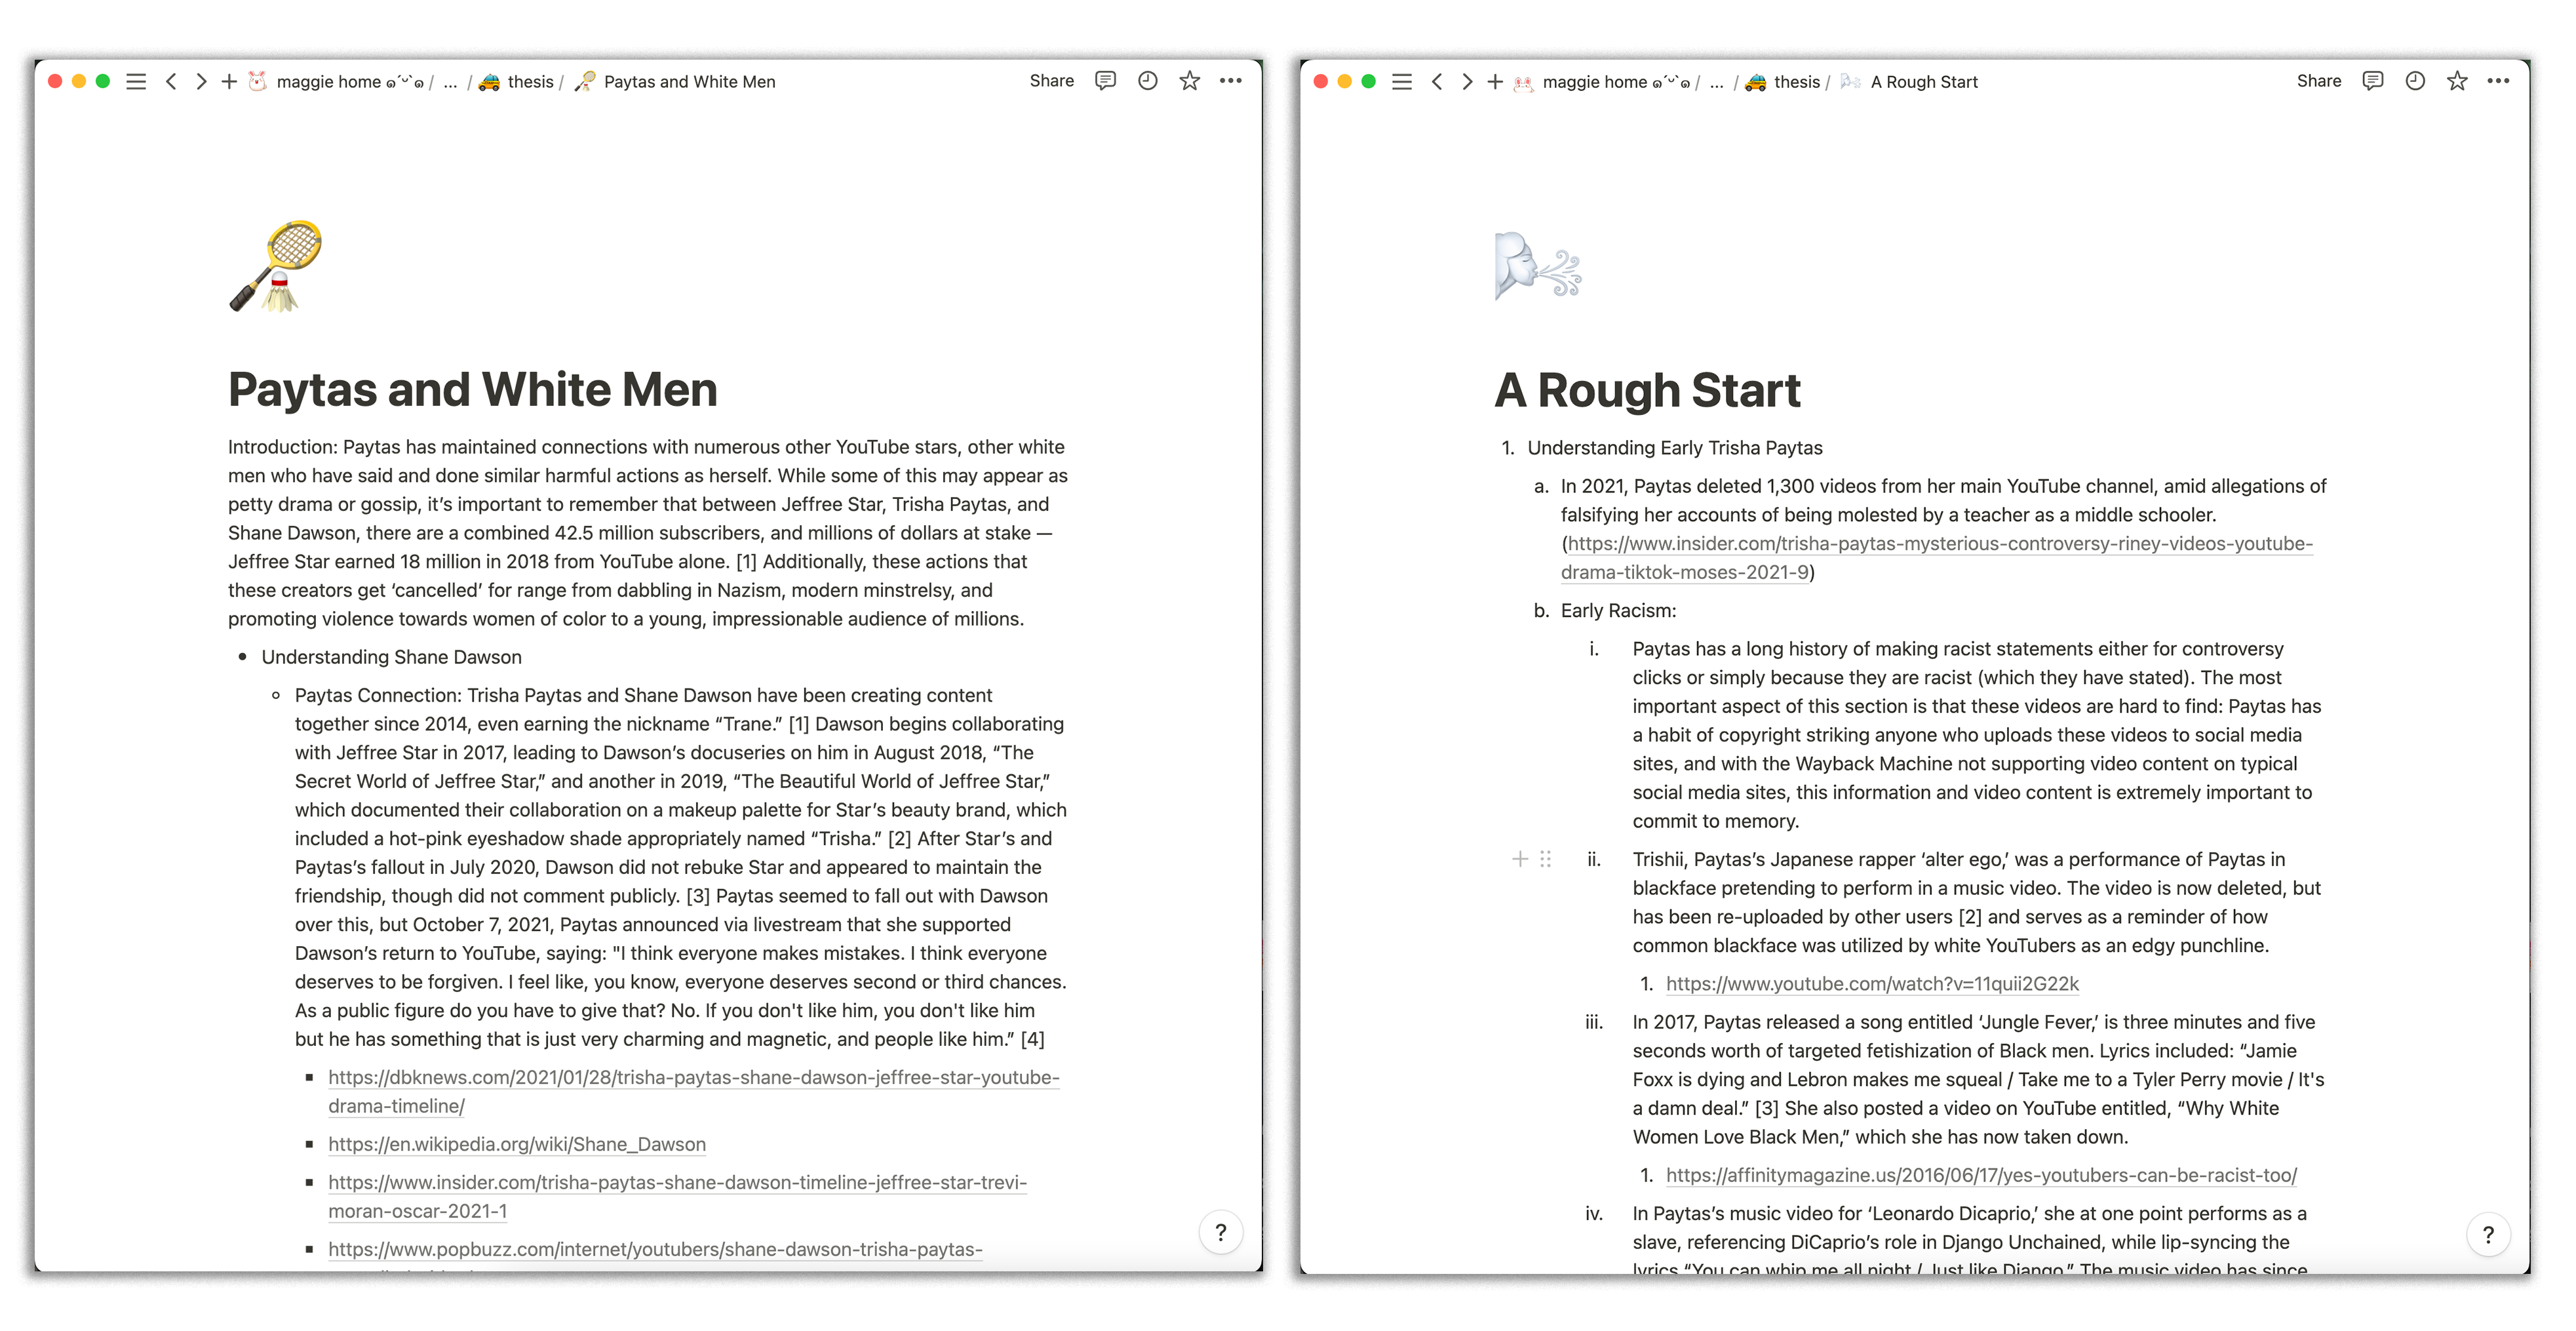 maggie home ๑´ᵕ`๑ / ... / thesis / Paytas and White Men
Share
Paytas and White Men
Introduction: Paytas has maintained connections with numerous other YouTube stars, other white
men who have said and done similar harmful actions as herself. While some of this may appear as
petty drama or gossip, it’s important to remember that between Jeffree Star, Trisha Paytas, and
Shane Dawson, there are a combined 42.5 million subscribers, and millions of dollars at stake —
Jeffree Star earned 18 million in 2018 from YouTube alone. [1] Additionally, these actions that
these creators get ‘cancelled’ for range from dabbling in Nazism, modern minstrelsy, and
promoting violence towards women of color to a young, impressionable audience of millions.
• Understanding Shane Dawson
◦ Paytas Connection: Trisha Paytas and Shane Dawson have been creating content
together since 2014, even earning the nickname “Trane.” [1] Dawson begins collaborating
with Jeffree Star in 2017, leading to Dawson’s docuseries on him in August 2018, “The
Secret World of Jeffree Star,” and another in 2019, “The Beautiful World of Jeffree Star,”
which documented their collaboration on a makeup palette for Star’s beauty brand, which
included a hot-pink eyeshadow shade appropriately named “Trisha.” [2] After Star’s and
Paytas’s fallout in July 2020, Dawson did not rebuke Star and appeared to maintain the
friendship, though did not comment publicly. [3] Paytas seemed to fall out with Dawson
over this, but October 7, 2021, Paytas announced via livestream that she supported
Dawson’s return to YouTube, saying: "I think everyone makes mistakes. I think everyone
deserves to be forgiven. I feel like, you know, everyone deserves second or third chances.
As a public figure do you have to give that? No. If you don't like him, you don't like him
but he has something that is just very charming and magnetic, and people like him.” [4]
▪ https://dbknews.com/2021/01/28/trisha-paytas-shane-dawson-jeffree-star-youtube-
drama-timeline/
▪ https://en.wikipedia.org/wiki/Shane_Dawson
▪ https://www.insider.com/trisha-paytas-shane-dawson-timeline-jeffree-star-trevi-
moran-oscar-2021-1
▪ https://www.popbuzz.com/internet/youtubers/shane-dawson-trisha-paytas-
?
maggie home ๑´ᵕ`๑ / ... / thesis / A Rough Start
Share
A Rough Start
1. Understanding Early Trisha Paytas
a. In 2021, Paytas deleted 1,300 videos from her main YouTube channel, amid allegations of
falsifying her accounts of being molested by a teacher as a middle schooler.
(https://www.insider.com/trisha-paytas-mysterious-controversy-riney-videos-youtube-
drama-tiktok-moses-2021-9)
b. Early Racism:
i. Paytas has a long history of making racist statements either for controversy
clicks or simply because they are racist (which they have stated). The most
important aspect of this section is that these videos are hard to find: Paytas has
a habit of copyright striking anyone who uploads these videos to social media
sites, and with the Wayback Machine not supporting video content on typical
social media sites, this information and video content is extremely important to
commit to memory.
ii. Trishii, Paytas’s Japanese rapper ‘alter ego,’ was a performance of Paytas in
blackface pretending to perform in a music video. The video is now deleted, but
has been re-uploaded by other users [2] and serves as a reminder of how
common blackface was utilized by white YouTubers as an edgy punchline.
1. https://www.youtube.com/watch?v=11quii2G22k
iii. In 2017, Paytas released a song entitled ‘Jungle Fever,’ is three minutes and five
seconds worth of targeted fetishization of Black men. Lyrics included: “Jamie
Foxx is dying and Lebron makes me squeal / Take me to a Tyler Perry movie / It's
a damn deal.” [3] She also posted a video on YouTube entitled, “Why White
Women Love Black Men,” which she has now taken down.
1. https://affinitymagazine.us/2016/06/17/yes-youtubers-can-be-racist-too/
iv. In Paytas’s music video for ‘Leonardo Dicaprio,’ she at one point performs as a
slave, referencing DiCaprio’s role in Django Unchained, while lip-syncing the
lyrics “You can whip me all night / Just like Django.” The music video has since
?